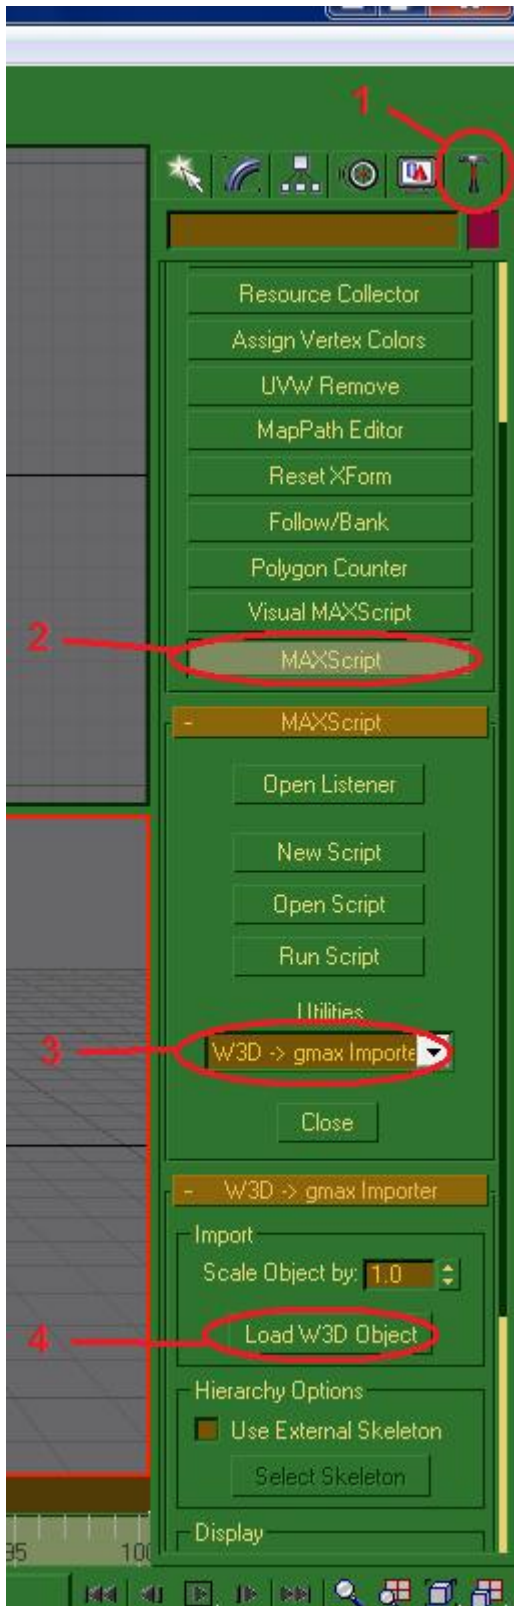 1
Resource Collector
Assign Vertex Colors
UVW Remove
MapPath Editor
Reset XForm
Follow/Bank
Polygon Counter
Visual MAXScript
2
MAXScript
- MAXScript
Open Listener
New Script
Open Script
Run Script
Utilities
3
W3D -> gmax Importe
Close
- W3D -> gmax Importer
Import
Scale Object by: 1.0
4
Load W3D Object
Hierarchy Options
Use External Skeleton
Select Skeleton
Display
95 100